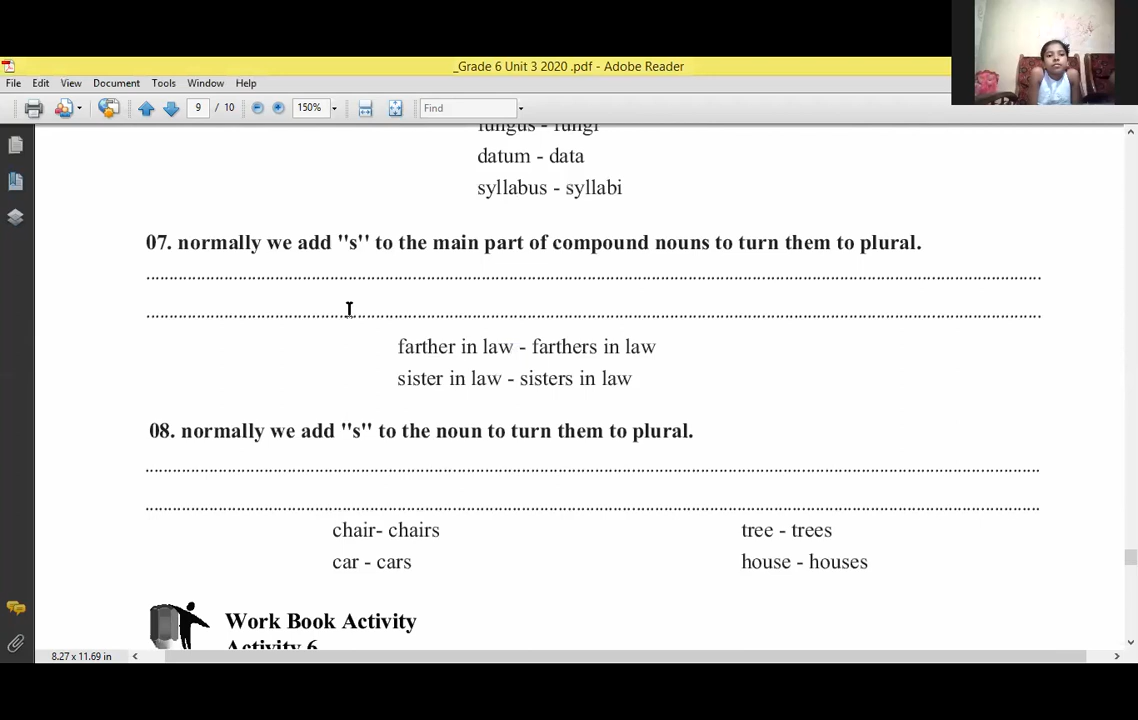 _Grade 6 Unit 3 2020 .pdf - Adobe Reader
File Edit View Document Tools Window Help
9 / 10 150% Find
fungus - fungi
datum - data
syllabus - syllabi
07. normally we add "s" to the main part of compound nouns to turn them to plural.
farther in law - farthers in law
sister in law - sisters in law
08. normally we add "s" to the noun to turn them to plural.
chair- chairs tree - trees
car - cars house - houses
Work Book Activity
Activity 6
8.27 x 11.69 in